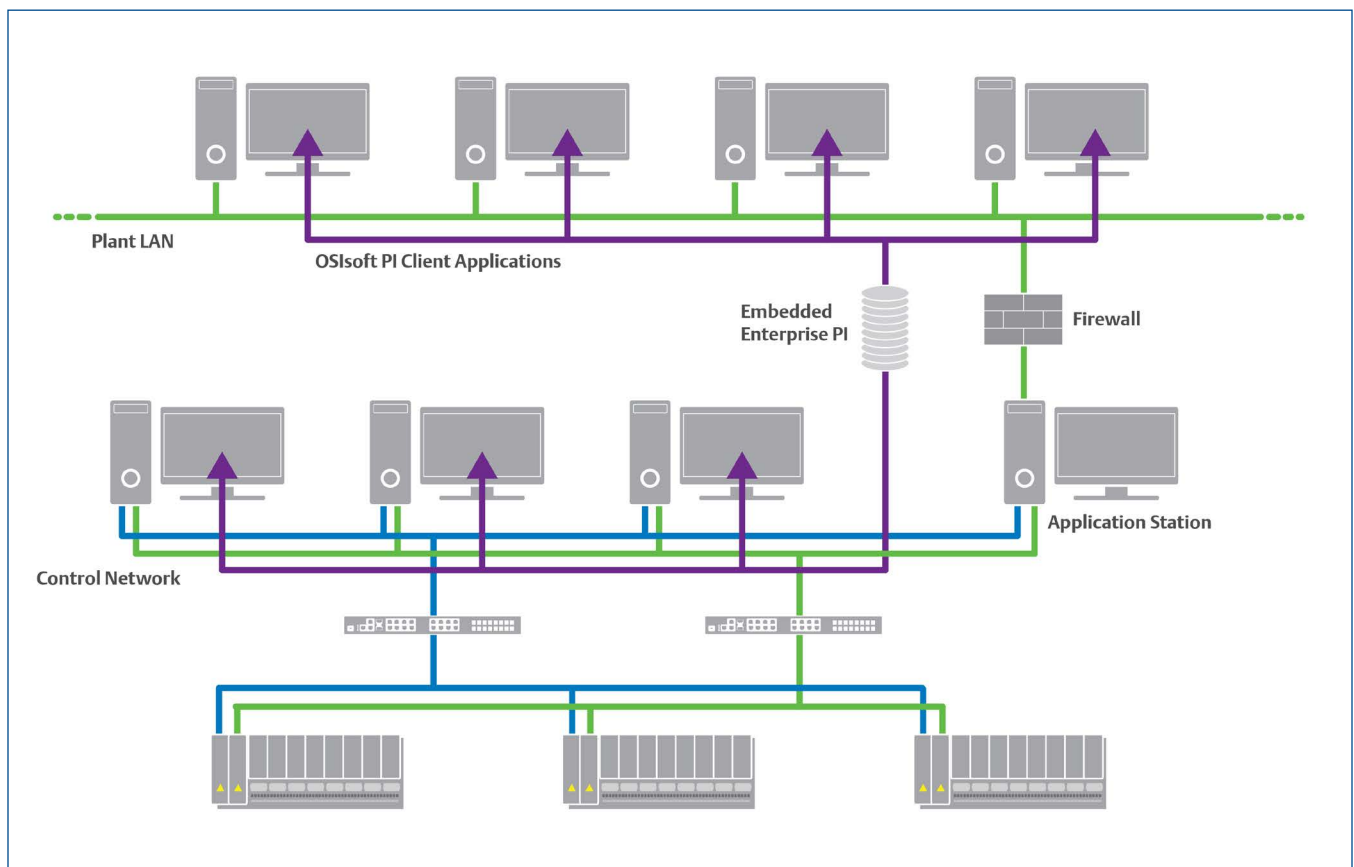 Plant LAN
OSIsoft PI Client Applications
Embedded
Enterprise PI
Firewall
Application Station
Control Network